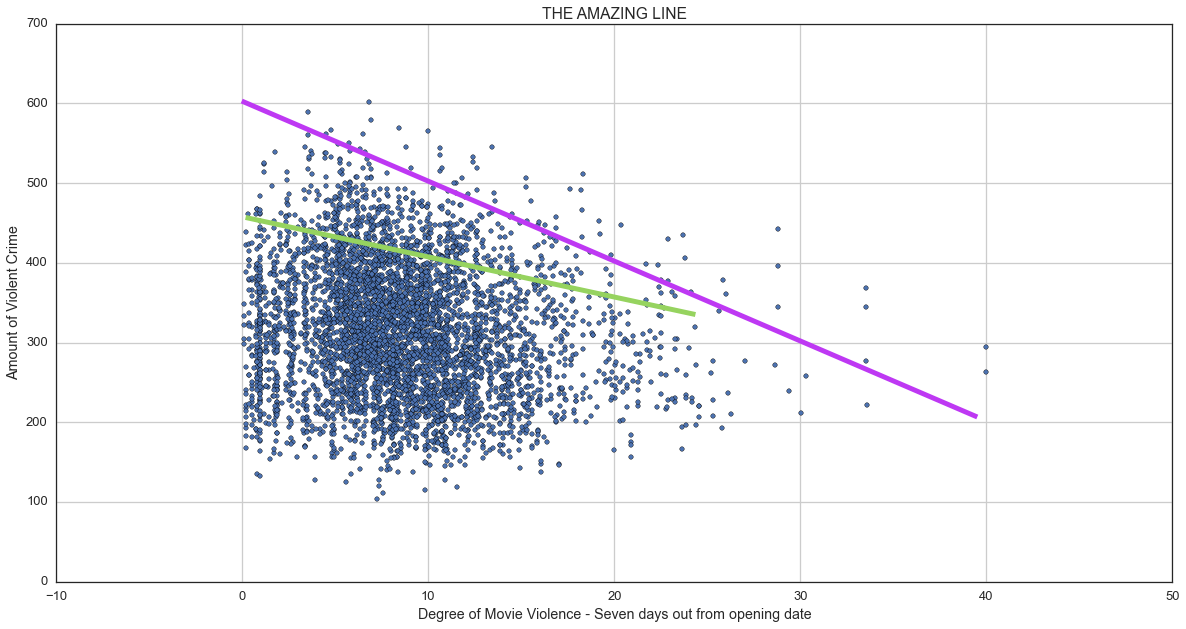 THE AMAZING LINE
700
600
500
400
300
200
100
0
Amount of Violent Crime
−10 0 10 20 30 40 50
Degree of Movie Violence - Seven days out from opening date